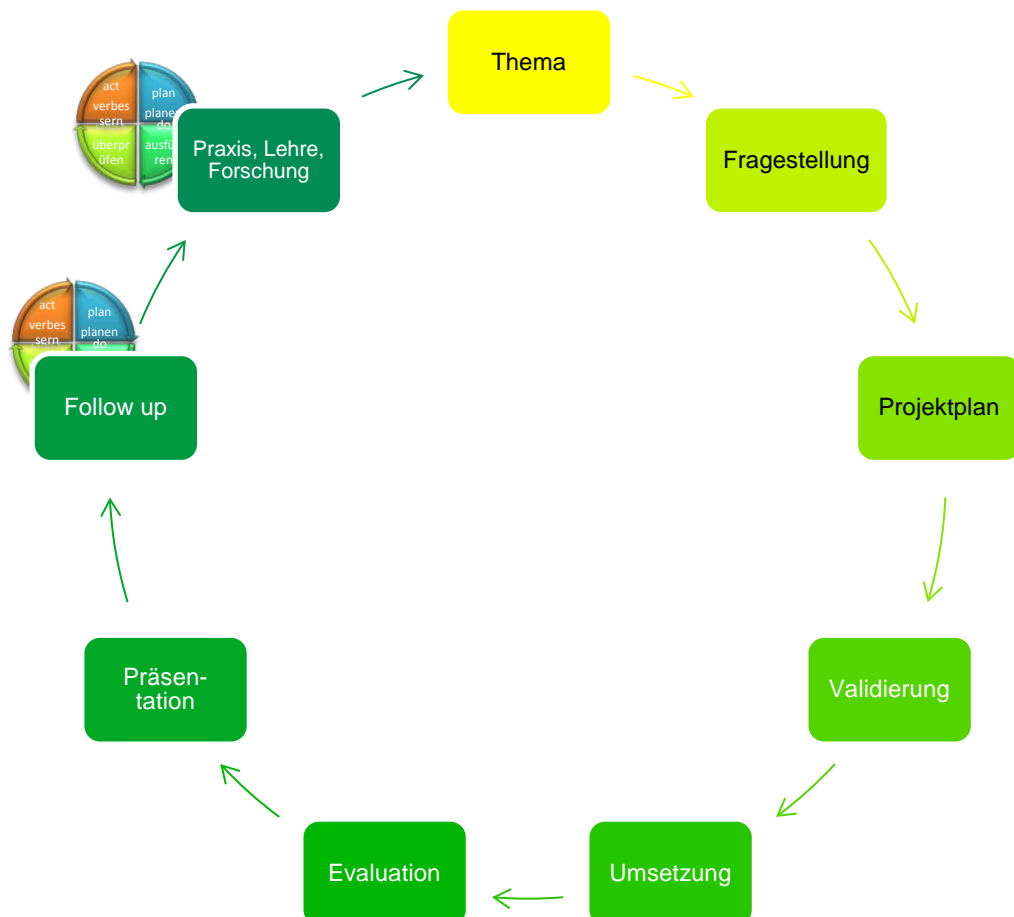 Thema
Fragestellung
Projektplan
Validierung
Umsetzung
Evaluation
Präsen-
tation
Follow up
Praxis, Lehre,
Forschung
act
verbes
sern
plan
do
überpr
üfen
act
verbes
sern
plan
planen
do